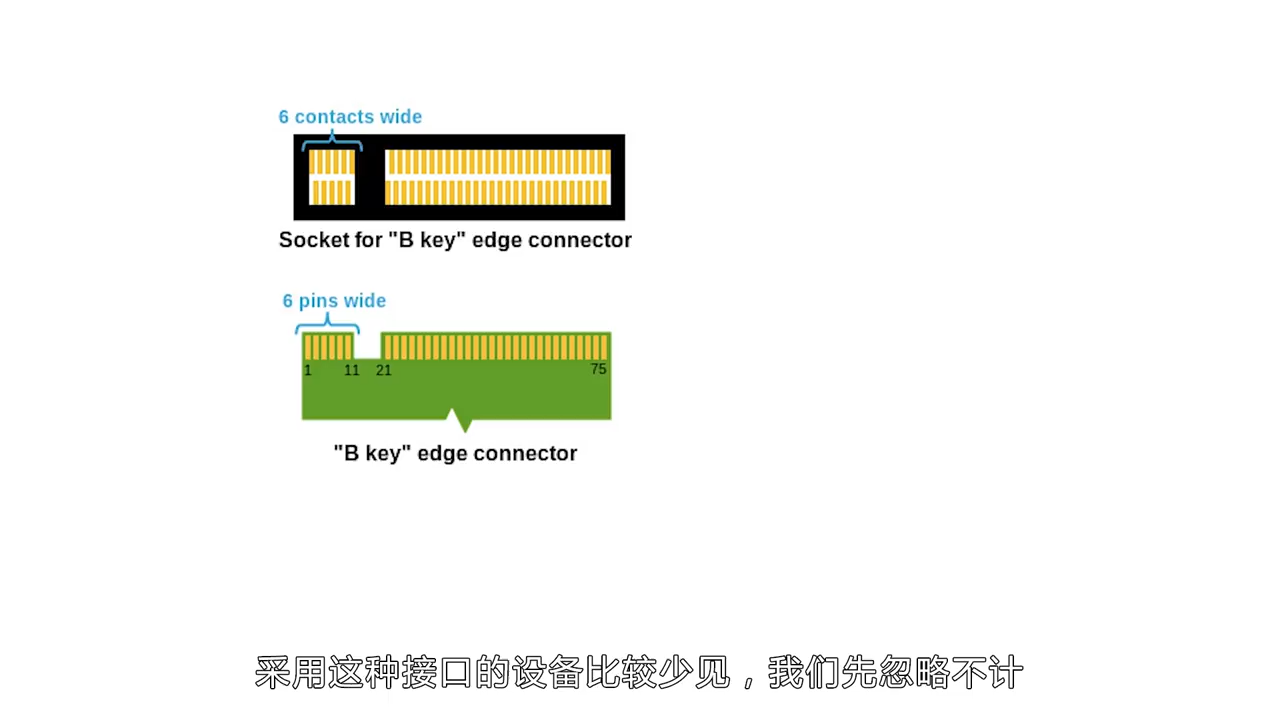 6 contacts wide
Socket for "B key" edge connector
6 pins wide
1 11 21 75
"B key" edge connector
采用这种接口的设备比较少见，我们先忽略不计